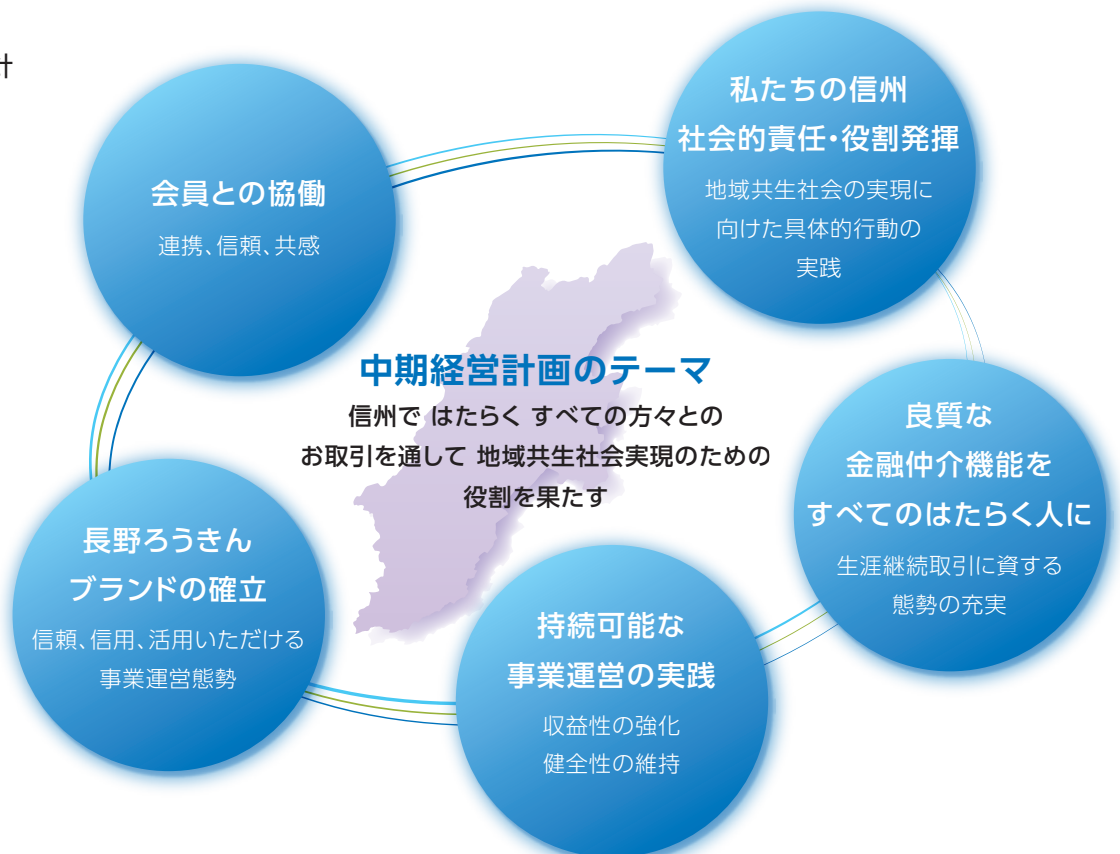 計
会員との協働
連携、信頼、共感
私たちの信州
社会的責任・役割発揮
地域共生社会の実現に
向けた具体的行動の
実践
中期経営計画のテーマ
信州で はたらく すべての方々との
お取引を通して 地域共生社会実現のための
役割を果たす
良質な
金融仲介機能を
すべてのはたらく人に
生涯継続取引に資する
態勢の充実
長野ろうきん
ブランドの確立
信頼、信用、活用いただける
事業運営態勢
持続可能な
事業運営の実践
収益性の強化
健全性の維持